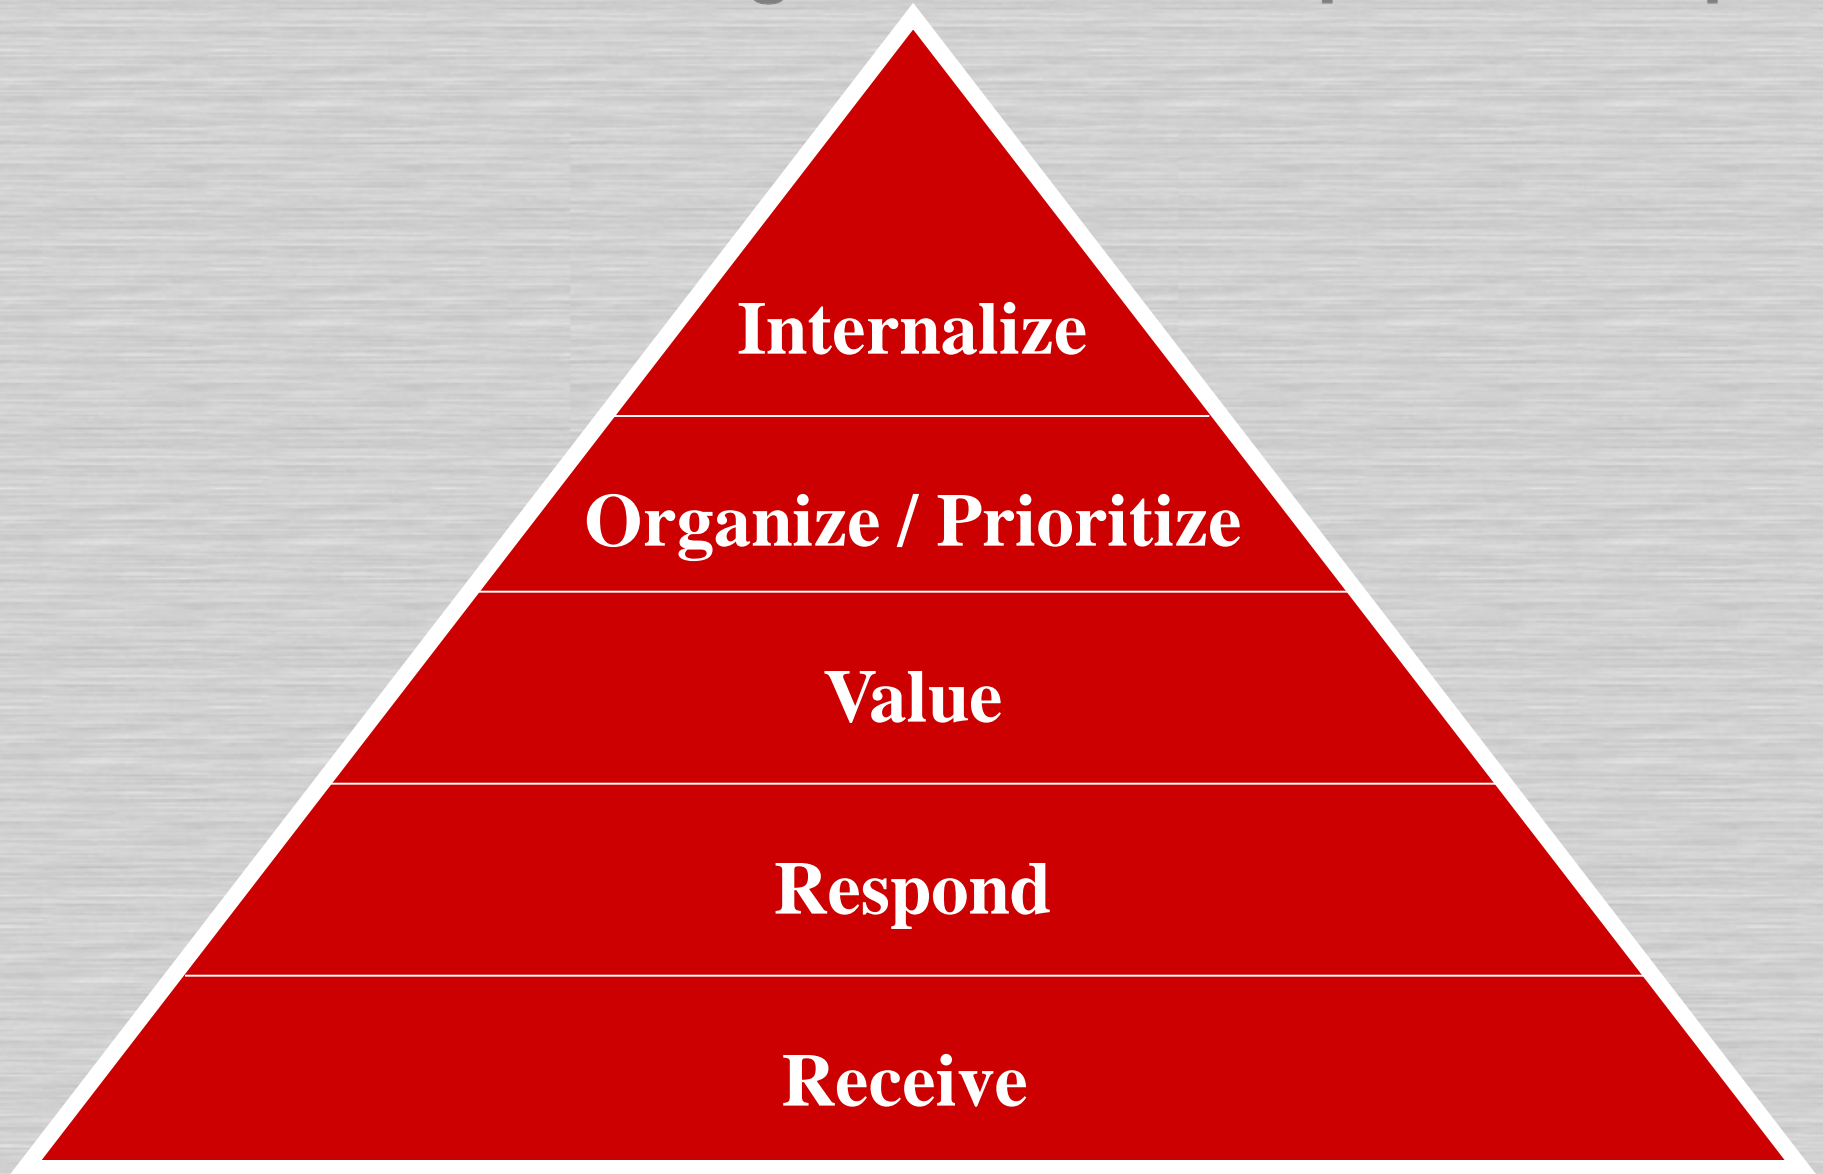 Internalize
Organize / Prioritize
Value
Respond
Receive